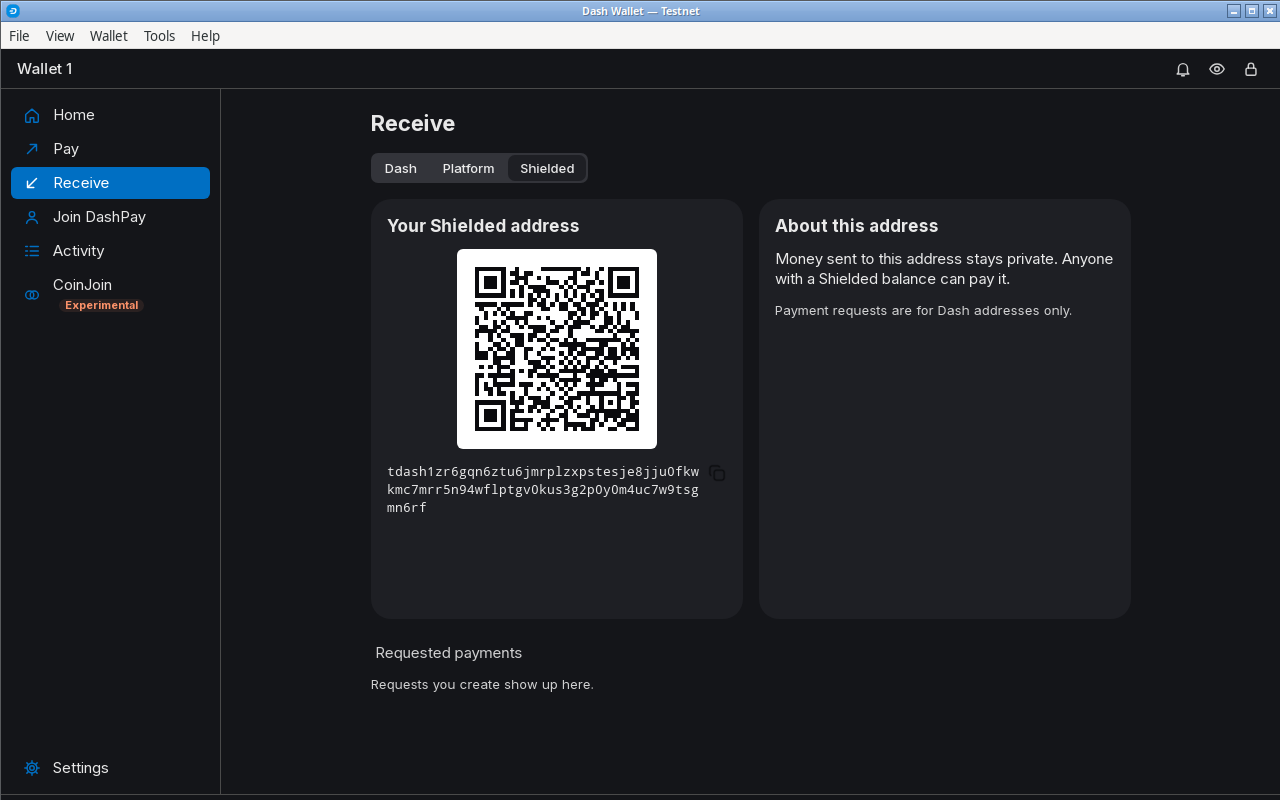 Dash Wallet — Testnet
File View Wallet Tools Help
Wallet 1
Home
Pay
Receive
Join DashPay
Activity
CoinJoin
Experimental
Settings
Receive
Dash Platform Shielded
Your Shielded address
tdash1zr6gqn6ztu6jmrplzxpstesje8jju0fkw
kmc7mrr5n94wflptgv0kus3g2p0y0m4uc7w9tsg
mn6rf
About this address
Money sent to this address stays private. Anyone
with a Shielded balance can pay it.
Payment requests are for Dash addresses only.
Requested payments
Requests you create show up here.